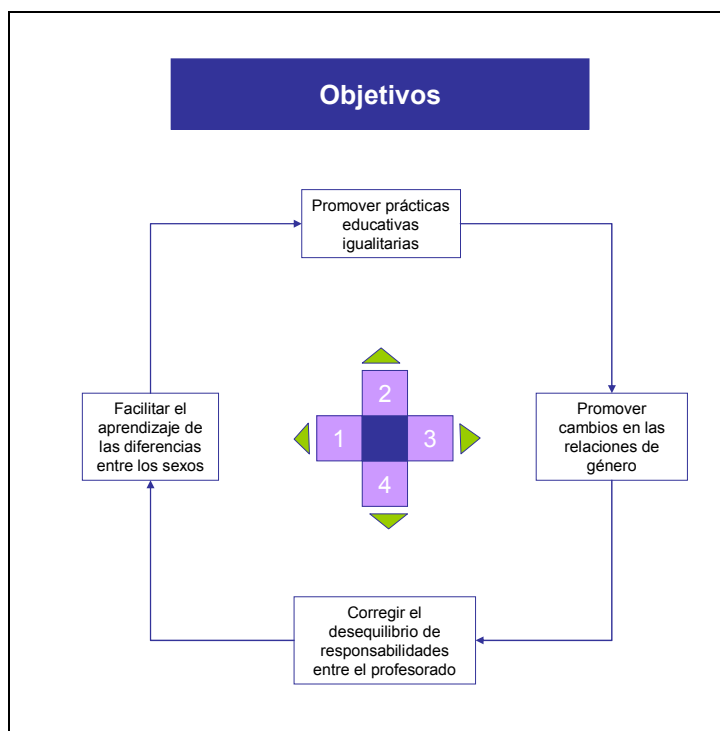 Objetivos
Promover prácticas
educativas
igualitarias
2
Facilitar el
aprendizaje de
las diferencias
entre los sexos
1
3
Promover
cambios en las
relaciones de
género
4
Corregir el
desequilibrio de
responsabilidades
entre el profesorado